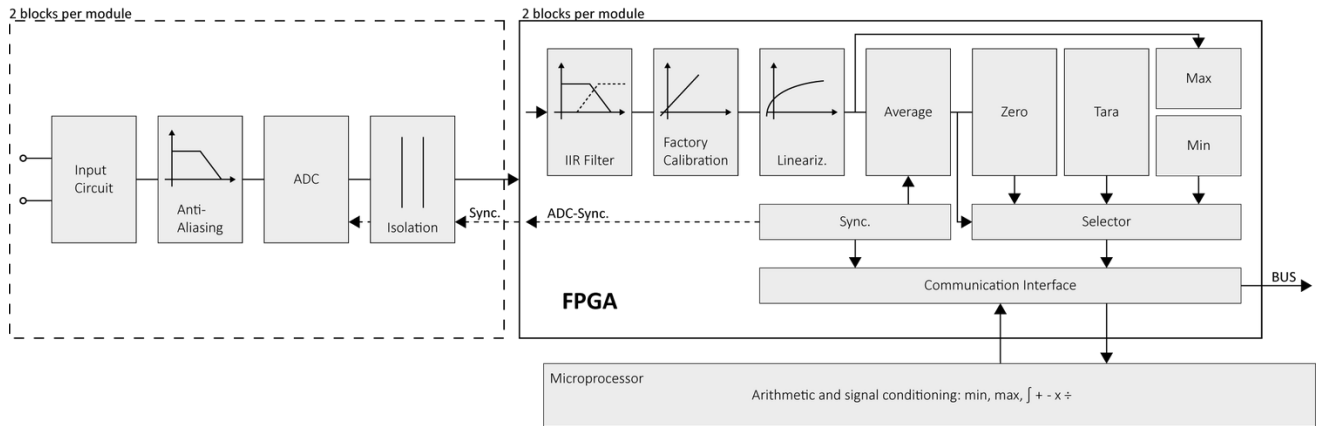 2 blocks per module
Input
Circuit
Anti-
Aliasing
ADC
Isolation
Sync.
2 blocks per module
IIR Filter
Factory
Calibration
Lineariz.
Average
Zero
Tara
Max
Min
ADC-Sync.
Sync.
Selector
Communication Interface
BUS
FPGA
Microprocessor
Arithmetic and signal conditioning: min, max, ∫ + - x ÷